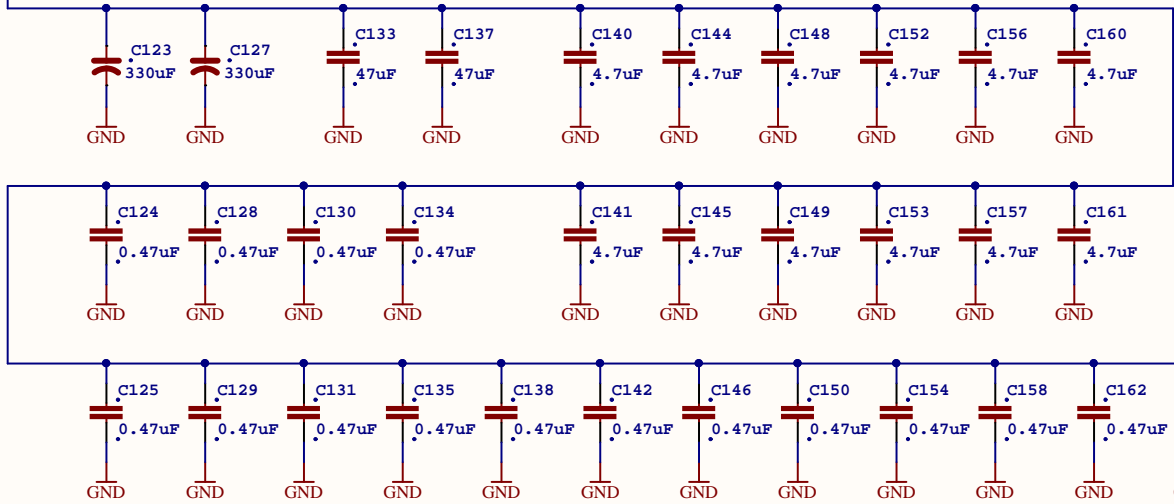 C123 C127 C133 C137 C140 C144 C148 C152 C156 C160
330uF 330uF 47uF 47uF 4.7uF 4.7uF 4.7uF 4.7uF 4.7uF 4.7uF
GND GND GND GND GND GND GND GND GND GND
C124 C128 C130 C134 C141 C145 C149 C153 C157 C161
0.47uF 0.47uF 0.47uF 0.47uF 4.7uF 4.7uF 4.7uF 4.7uF 4.7uF 4.7uF
GND GND GND GND GND GND GND GND GND GND
C125 C129 C131 C135 C138 C142 C146 C150 C154 C158 C162
0.47uF 0.47uF 0.47uF 0.47uF 0.47uF 0.47uF 0.47uF 0.47uF 0.47uF 0.47uF 0.47uF
GND GND GND GND GND GND GND GND GND GND GND